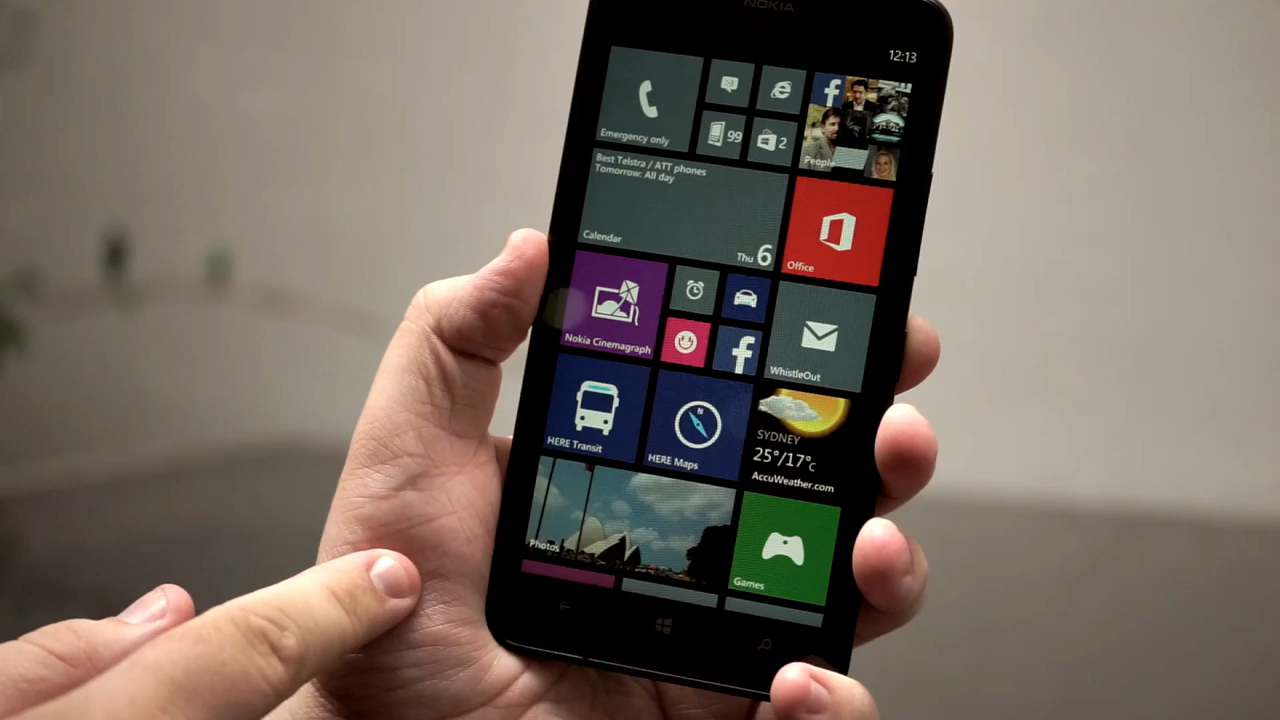 NOKIA
12:13
Emergency only
99
2
People
Best Telstra / ATT phones
Tomorrow: All day
Calendar
Thu 6
Office
Nokia Cinemagraph
WhistleOut
HERE Transit
N
HERE Maps
SYDNEY
25°/17°C
AccuWeather.com
Photos
Games